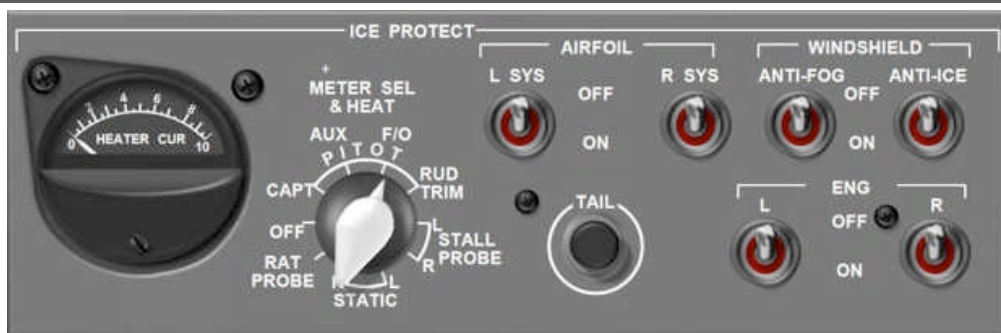 ICE PROTECT
0 2 4 6 8 10
HEATER CUR
+
METER SEL
& HEAT
AUX
F/O
PITOT
CAPT
RUD
TRIM
OFF
L
STALL
PROBE
R
RAT
PROBE
R
L
STATIC
AIRFOIL
L SYS
R SYS
OFF
ON
TAIL
WINDSHIELD
ANTI-FOG
ANTI-ICE
OFF
ON
ENG
L
R
OFF
ON